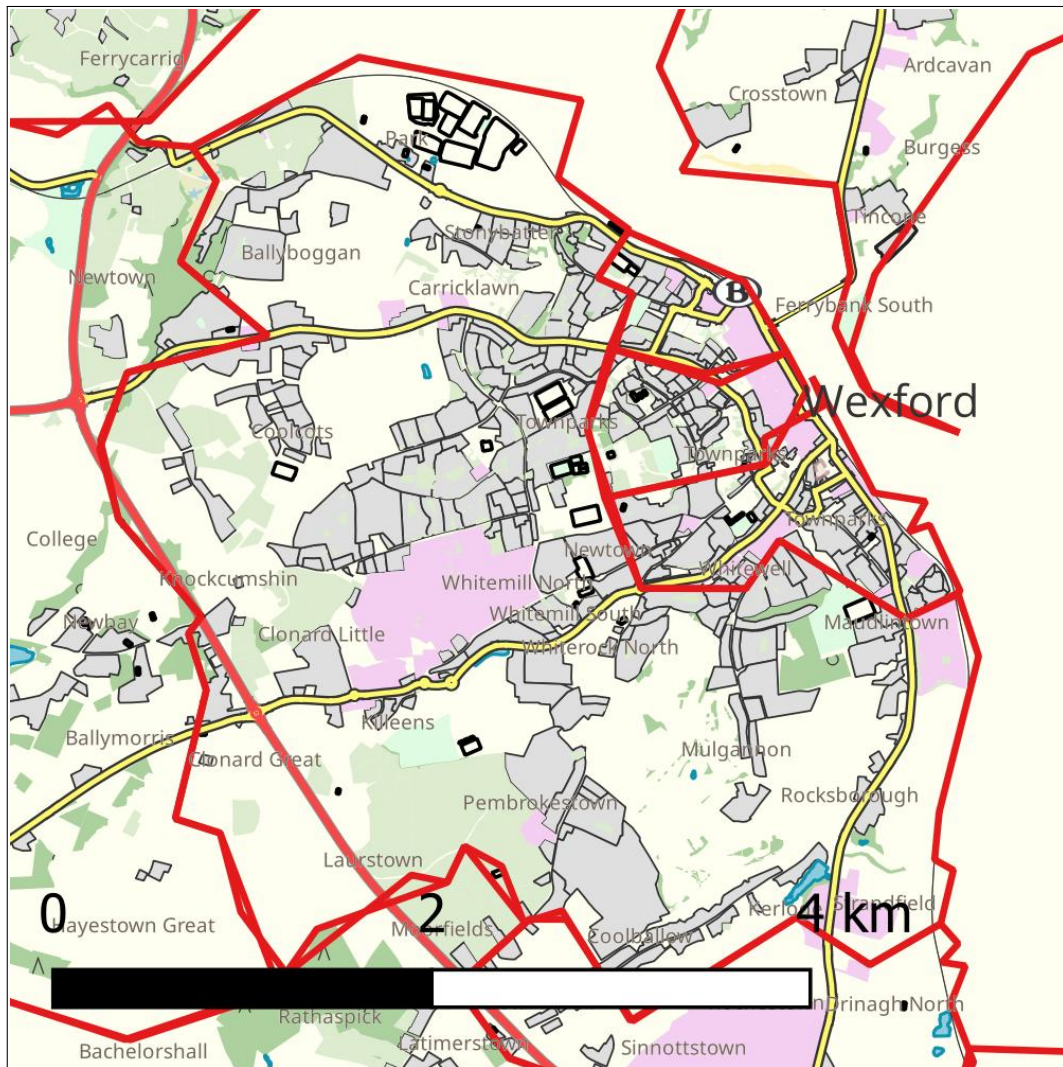 Ferrycarrig
Ardcavan
Crosstown
Park
Burgess
Tincone
Stonybatter
Ballyboggan
Newtown
Carricklawn
B
Ferrybank South
Wexford
Townparks
Coolcots
Townparks
Townparks
College
Newtown
Whitewell
Knockcumshin
Whitemill North
Whitemill South
Newbay
Maudlintown
Clonard Little
Whiterock North
Killeens
Ballymorris
Clonard Great
Mulgannon
Pembrokestown
Rocksborough
Laurstown
0
2
4 km
Hayestown Great
Moorfields
Strandfield
Coolballow
Drinagh North
Rathaspick
Bachelorshall
Latimerstown
Sinnottstown